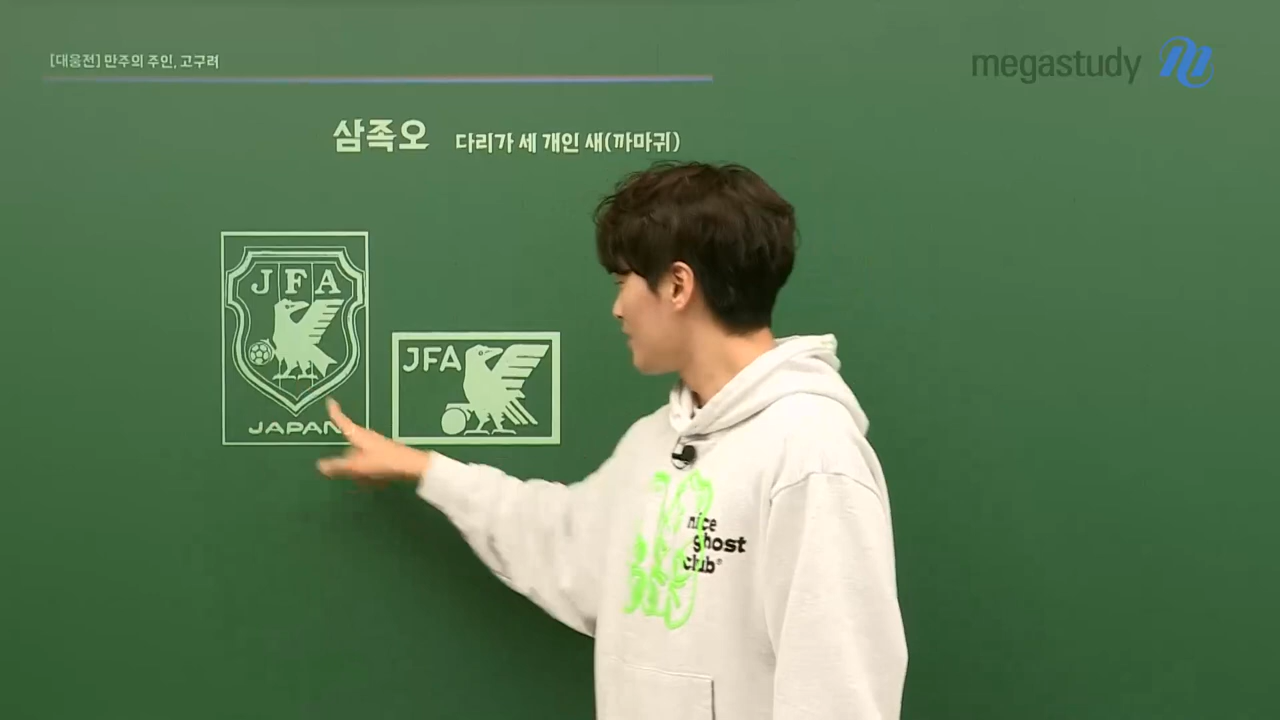 [대웅전] 만주의 주인, 고구려
megastudy
삼족오 다리가 세 개인 새(까마귀)
JFA
JAPAN
JFA
nice
ghost
club®